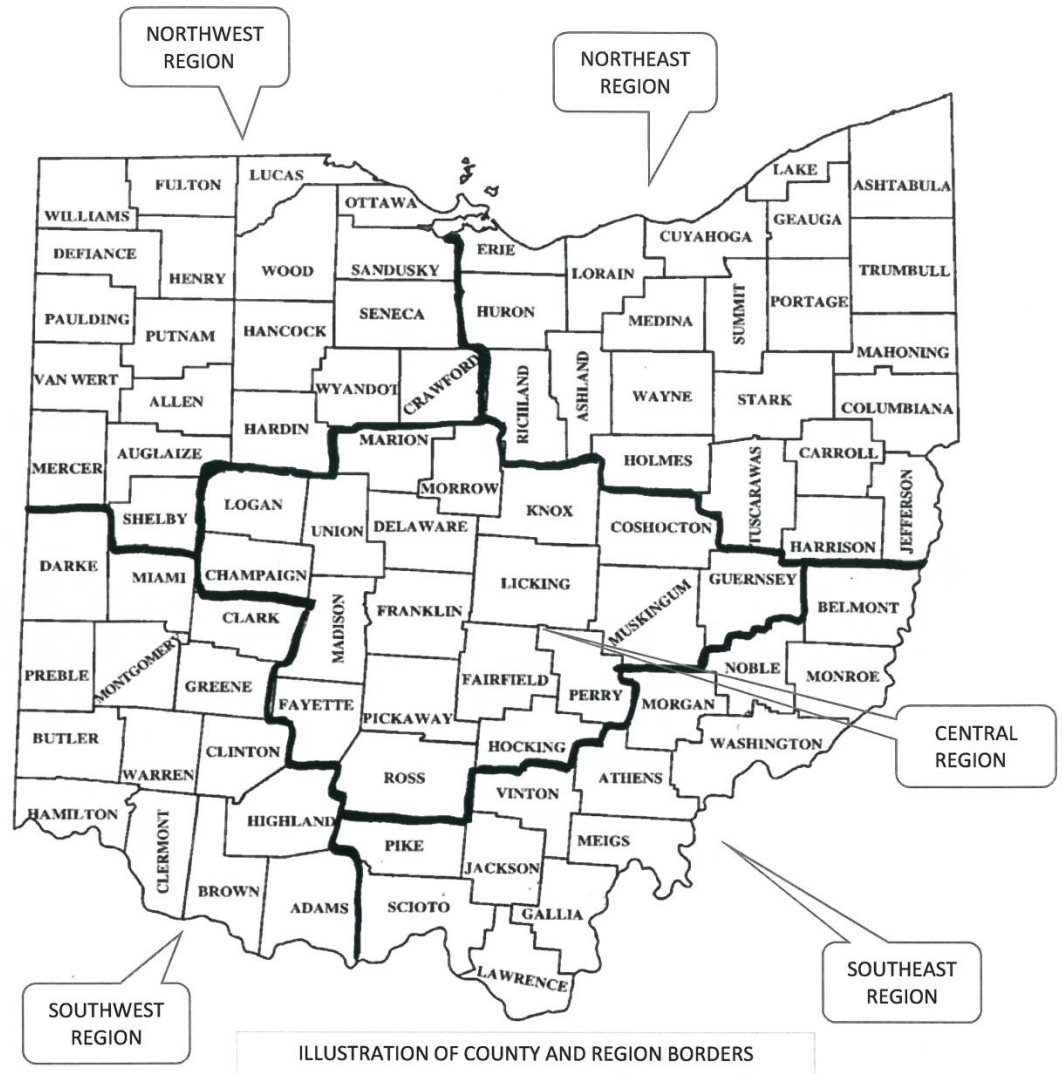 NORTHWEST
REGION
NORTHEAST
REGION
LAKE
ASHTABULA
LUCAS
FULTON
WILLIAMS
OTTAWA
GEAUGA
CUYAHOGA
ERIE
DEFIANCE
HENRY
WOOD
SANDUSKY
LORAIN
TRUMBULL
SUMMIT
PORTAGE
PAULDING
PUTNAM
HANCOCK
SENECA
HURON
MEDINA
MAHONING
VAN WERT
ALLEN
WYANDOT
CRAWFORD
RICHLAND
ASHLAND
WAYNE
STARK
COLUMBIANA
HARDIN
MERCER
AUGLAIZE
MARION
MORROW
HOLMES
TUSCARAWAS
CARROLL
JEFFERSON
SHELBY
LOGAN
UNION
DELAWARE
KNOX
COSHOCTON
HARRISON
DARKE
MIAMI
CHAMPAIGN
LICKING
GUERNSEY
BELMONT
CLARK
MADISON
FRANKLIN
MUSKINGUM
PREBLE
MONTGOMERY
GREENE
FAYETTE
PICKAWAY
FAIRFIELD
PERRY
MORGAN
NOBLE
MONROE
BUTLER
WARREN
CLINTON
ROSS
HOCKING
ATHENS
WASHINGTON
CENTRAL
REGION
VINTON
HAMILTON
CLERMONT
HIGHLAND
PIKE
JACKSON
MEIGS
BROWN
ADAMS
SCIOTO
GALLIA
LAWRENCE
SOUTHWEST
REGION
SOUTHEAST
REGION
ILLUSTRATION OF COUNTY AND REGION BORDERS